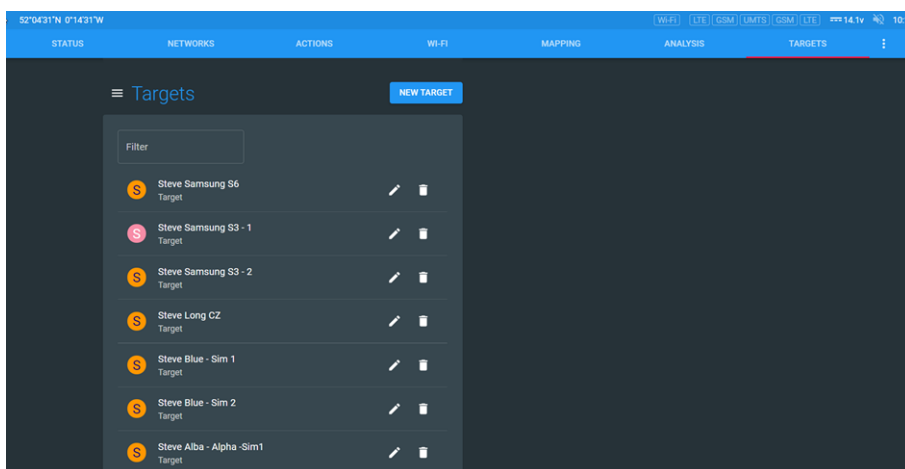 52°04'31"N 0°14'31"W Wi-Fi LTE GSM UMTS GSM LTE 14.1v 10:
STATUS NETWORKS ACTIONS WI-FI MAPPING ANALYSIS TARGETS
Targets NEW TARGET
Filter
S Steve Samsung S6
Target
S Steve Samsung S3 - 1
Target
S Steve Samsung S3 - 2
Target
S Steve Long CZ
Target
S Steve Blue - Sim 1
Target
S Steve Blue - Sim 2
Target
S Steve Alba - Alpha -Sim1
Target